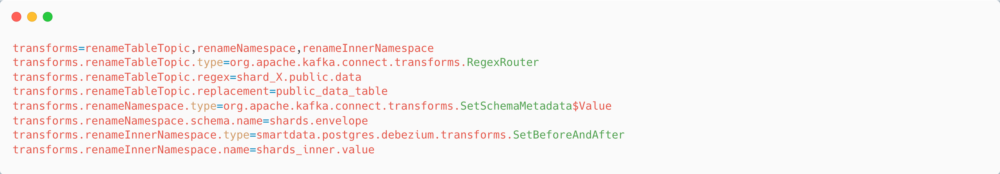 transforms=renameTableTopic,renameNamespace,renameInnerNamespace
transforms.renameTableTopic.type=org.apache.kafka.connect.transforms.RegexRouter
transforms.renameTableTopic.regex=shard_X.public.data
transforms.renameTableTopic.replacement=public_data_table
transforms.renameNamespace.type=org.apache.kafka.connect.transforms.SetSchemaMetadata$Value
transforms.renameNamespace.schema.name=shards.envelope
transforms.renameInnerNamespace.type=smartdata.postgres.debezium.transforms.SetBeforeAndAfter
transforms.renameInnerNamespace.name=shards_inner.value